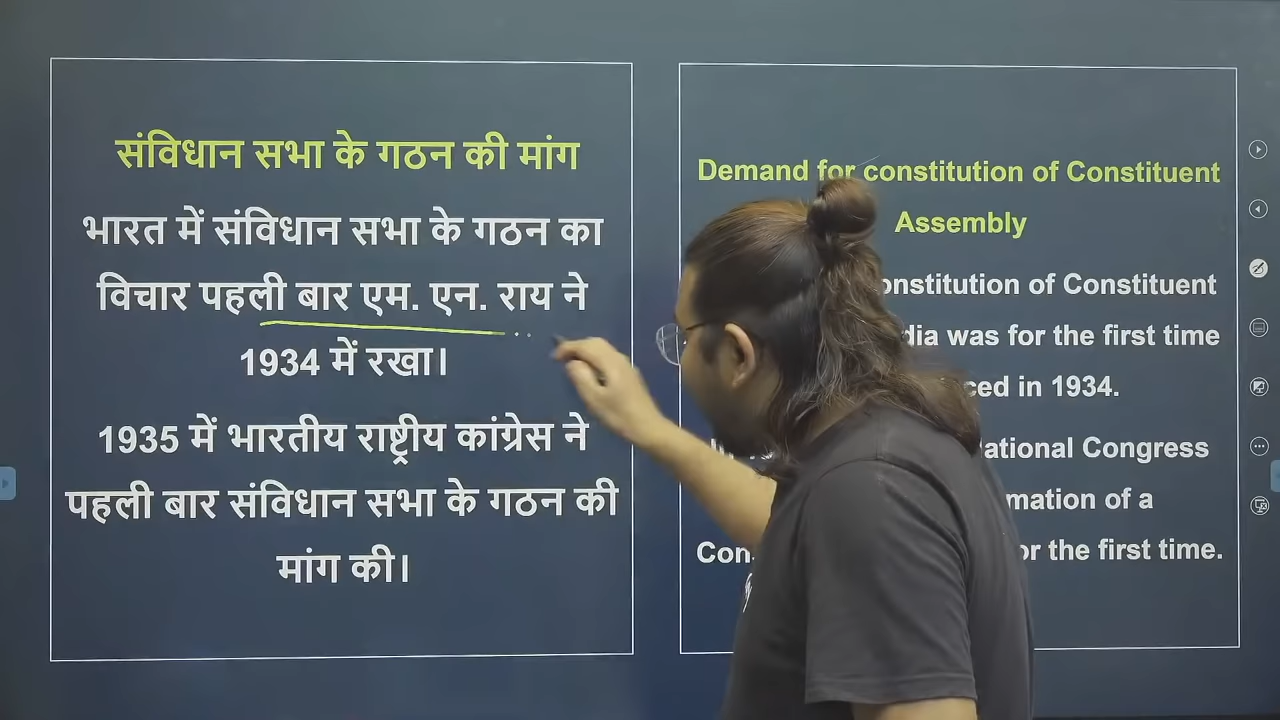 संविधान सभा के गठन की मांग
भारत में संविधान सभा के गठन का
विचार पहली बार एम. एन. राय ने
1934 में रखा।
1935 में भारतीय राष्ट्रीय कांग्रेस ने
पहली बार संविधान सभा के गठन की
मांग की।
Demand for constitution of Constituent
Assembly
onstitution of Constituent
dia was for the first time
ced in 1934.
ational Congress
mation of a
Con or the first time.